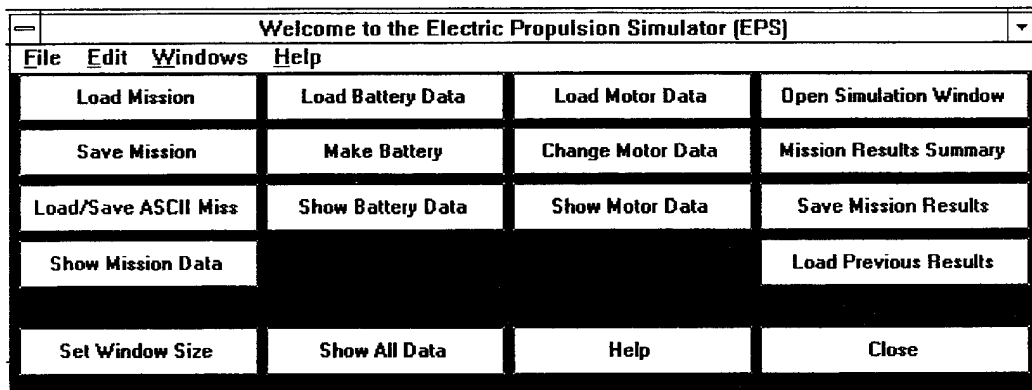 Welcome to the Electric Propulsion Simulator (EPS)
File Edit Windows Help
Load Mission Load Battery Data Load Motor Data Open Simulation Window
Save Mission Make Battery Change Motor Data Mission Results Summary
Load/Save ASCII Miss Show Battery Data Show Motor Data Save Mission Results
Show Mission Data Load Previous Results
Set Window Size Show All Data Help Close